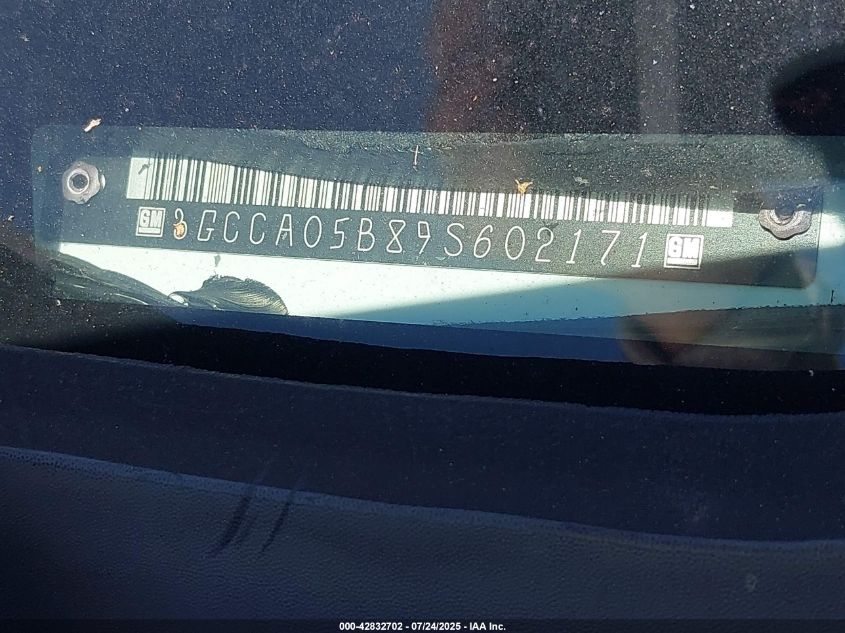 GM 3GCCA05B89S602171 GM
000-42832702 - 07/24/2025 - IAA Inc.